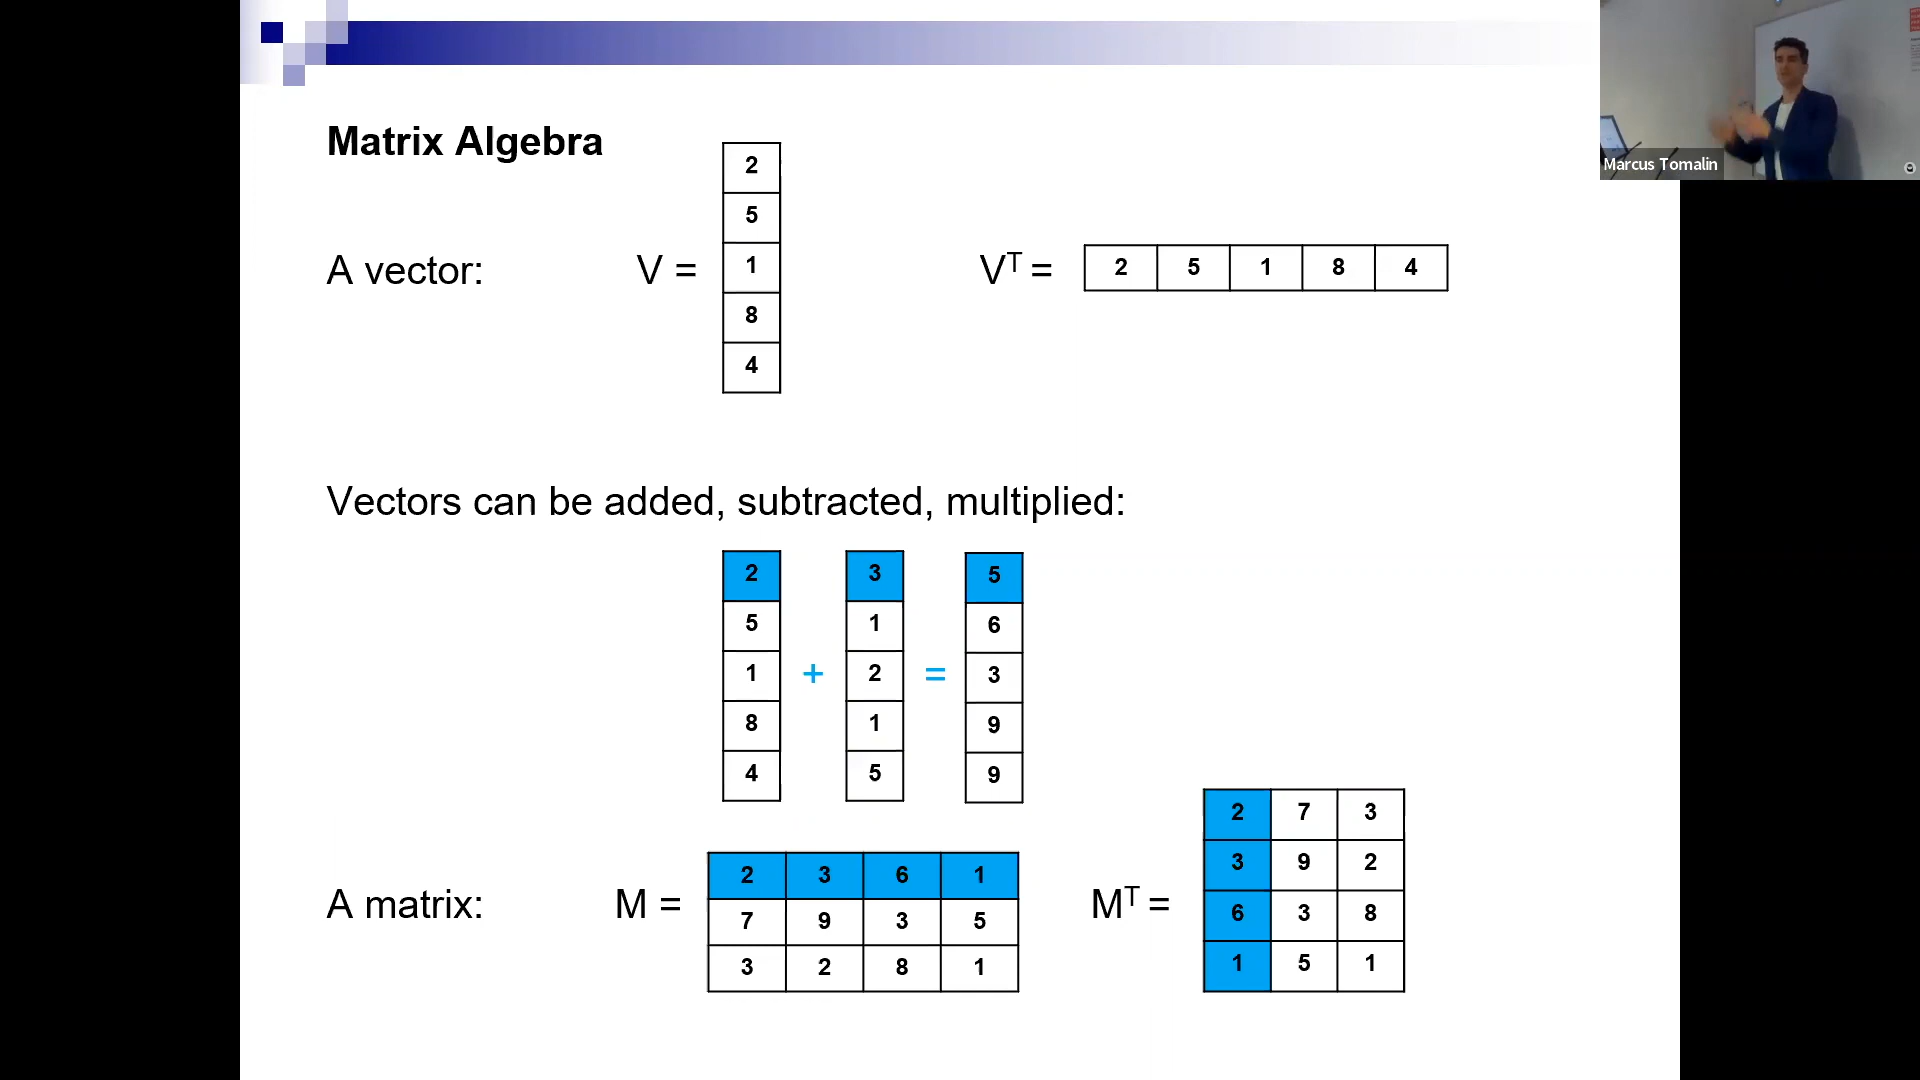 Matrix Algebra
A vector:
V =
2
5
1
8
4
Vᵀ =
2 5 1 8 4
Vectors can be added, subtracted, multiplied:
2
5
1
8
4
+
3
1
2
1
5
=
5
6
3
9
9
A matrix:
M =
2 3 6 1
7 9 3 5
3 2 8 1
Mᵀ =
2 7 3
3 9 2
6 3 8
1 5 1
Marcus Tomalin